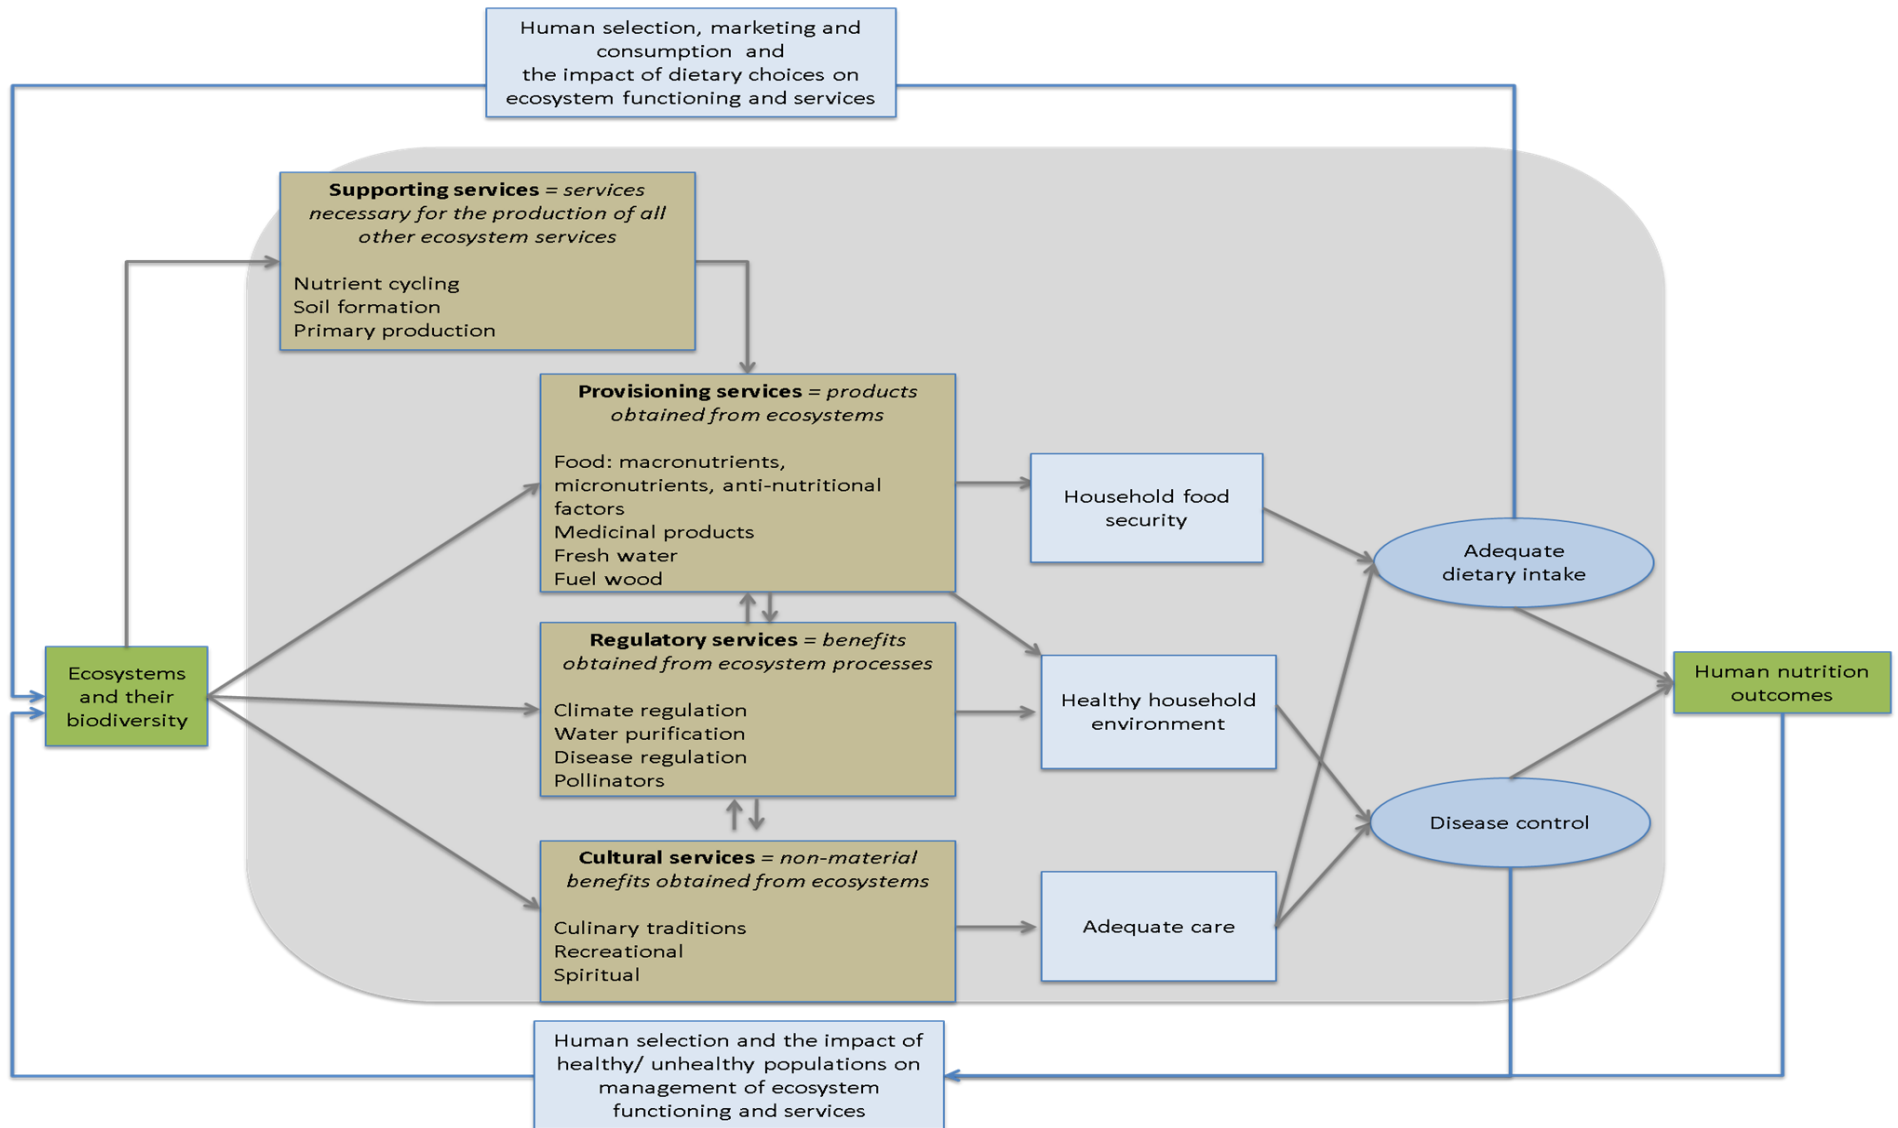 Human selection, marketing and
consumption and
the impact of dietary choices on
ecosystem functioning and services
Supporting services = services
necessary for the production of all
other ecosystem services
Nutrient cycling
Soil formation
Primary production
Provisioning services = products
obtained from ecosystems
Food: macronutrients,
micronutrients, anti-nutritional
factors
Medicinal products
Fresh water
Fuel wood
Household food
security
Adequate
dietary intake
Ecosystems
and their
biodiversity
Regulatory services = benefits
obtained from ecosystem processes
Climate regulation
Water purification
Disease regulation
Pollinators
Healthy household
environment
Human nutrition
outcomes
Disease control
Cultural services = non-material
benefits obtained from ecosystems
Culinary traditions
Recreational
Spiritual
Adequate care
Human selection and the impact of
healthy/ unhealthy populations on
management of ecosystem
functioning and services